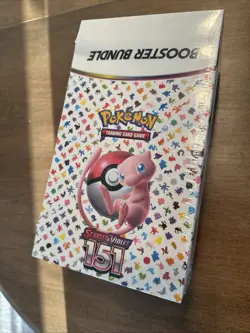 BOOSTER BUNDLE
POKéMON
TRADING CARD GAME
SCARLET & VIOLET
151